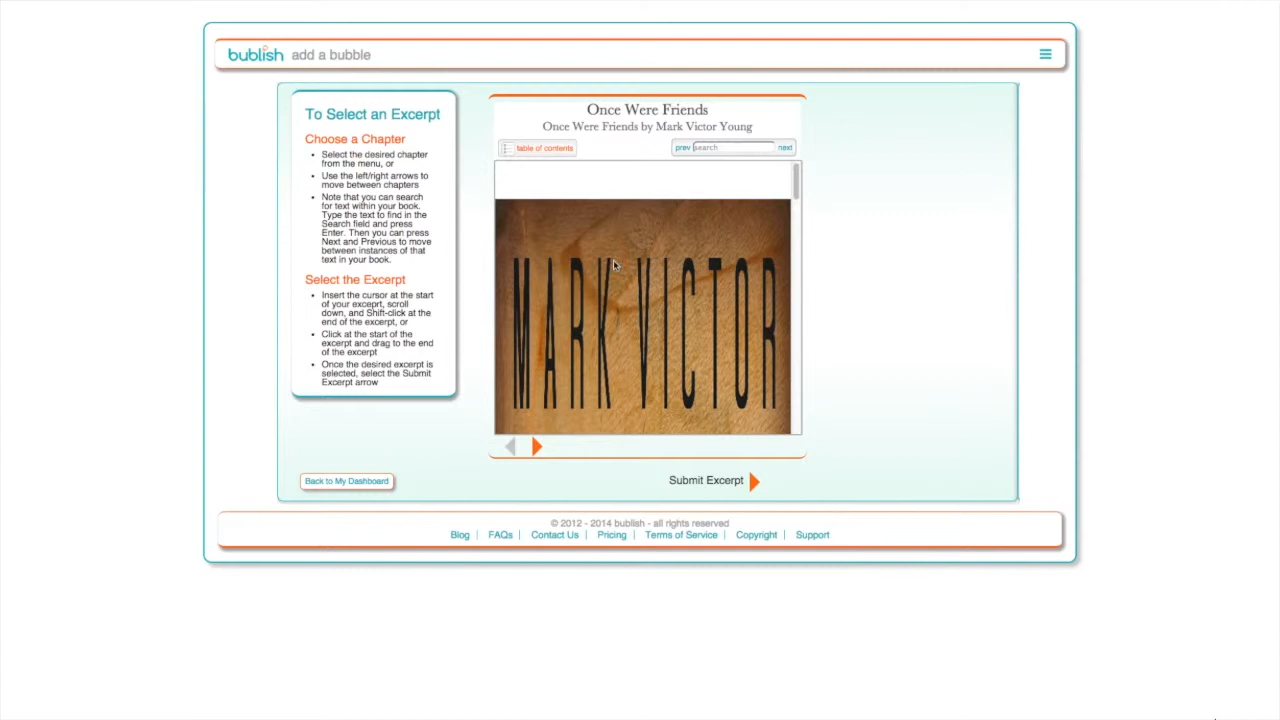 bublish add a bubble
To Select an Excerpt
Choose a Chapter
• Select the desired chapter
from the menu, or
• Use the left/right arrows to
move between chapters
• Note that you can search
for text within your book.
Type the text to find in the
Search field and press
Enter. Then you can press
Next and Previous to move
between instances of that
text in your book.
Select the Excerpt
• Insert the cursor at the start
of your exceprt, scroll
down, and Shift-click at the
end of the excerpt, or
• Click at the start of the
excerpt and drag to the end
of the excerpt
• Once the desired excerpt is
selected, select the Submit
Excerpt arrow
Once Were Friends
Once Were Friends by Mark Victor Young
table of contents
prev search next
MARK VICTOR
Back to My Dashboard
Submit Excerpt
© 2012 - 2014 bublish - all rights reserved
Blog | FAQs | Contact Us | Pricing | Terms of Service | Copyright | Support